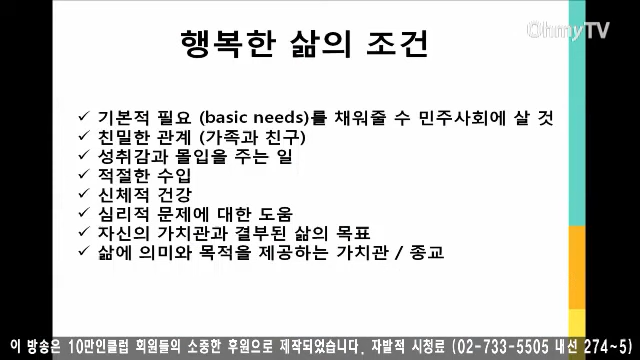 OhmyTV
행복한 삶의 조건
✓ 기본적 필요 (basic needs)를 채워줄 수 민주사회에 살 것
✓ 친밀한 관계 (가족과 친구)
✓ 성취감과 몰입을 주는 일
✓ 적절한 수입
✓ 신체적 건강
✓ 심리적 문제에 대한 도움
✓ 자신의 가치관과 결부된 삶의 목표
✓ 삶에 의미와 목적을 제공하는 가치관 / 종교
이 방송은 10만인클럽 회원들의 소중한 후원으로 제작되었습니다. 자발적 시청료 (02-733-5505 내선 274~5)